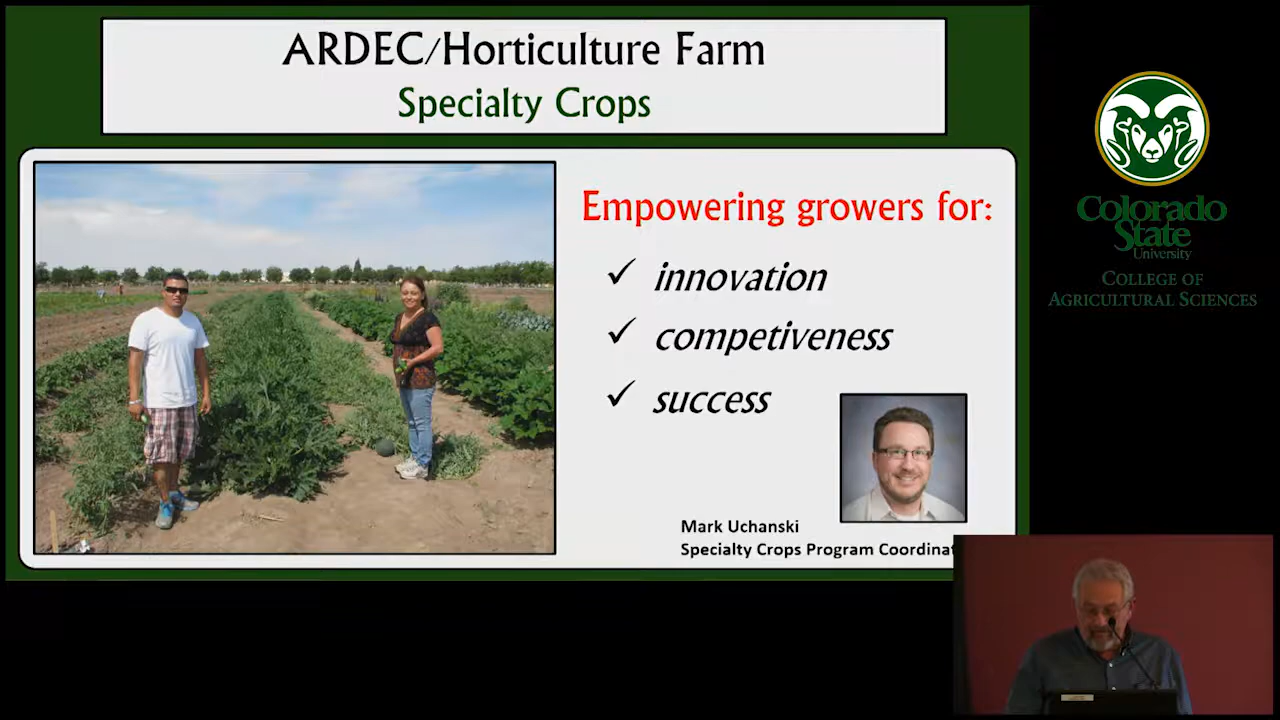 ARDEC/Horticulture Farm
Specialty Crops
Empowering growers for:
✓ innovation
✓ competiveness
✓ success
Mark Uchanski
Specialty Crops Program Coordinat
Colorado
State
University
COLLEGE OF
AGRICULTURAL SCIENCES